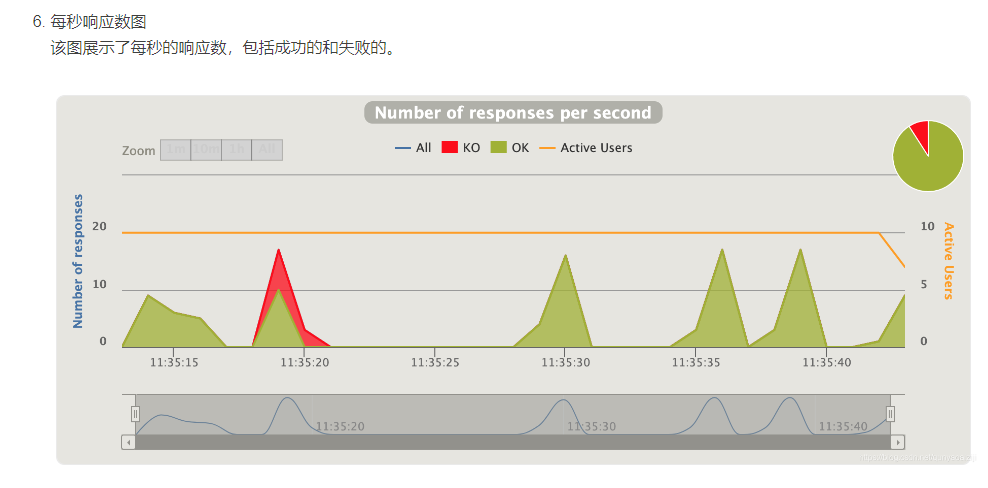 6. 每秒响应数图
该图展示了每秒的响应数，包括成功的和失败的。
Number of responses per second
Zoom 1m 10m 1h All
All KO OK Active Users
Number of responses
20
10
0
10
5
0
Active Users
11:35:15 11:35:20 11:35:25 11:35:30 11:35:35 11:35:40
11:35:20 11:35:30 11:35:40